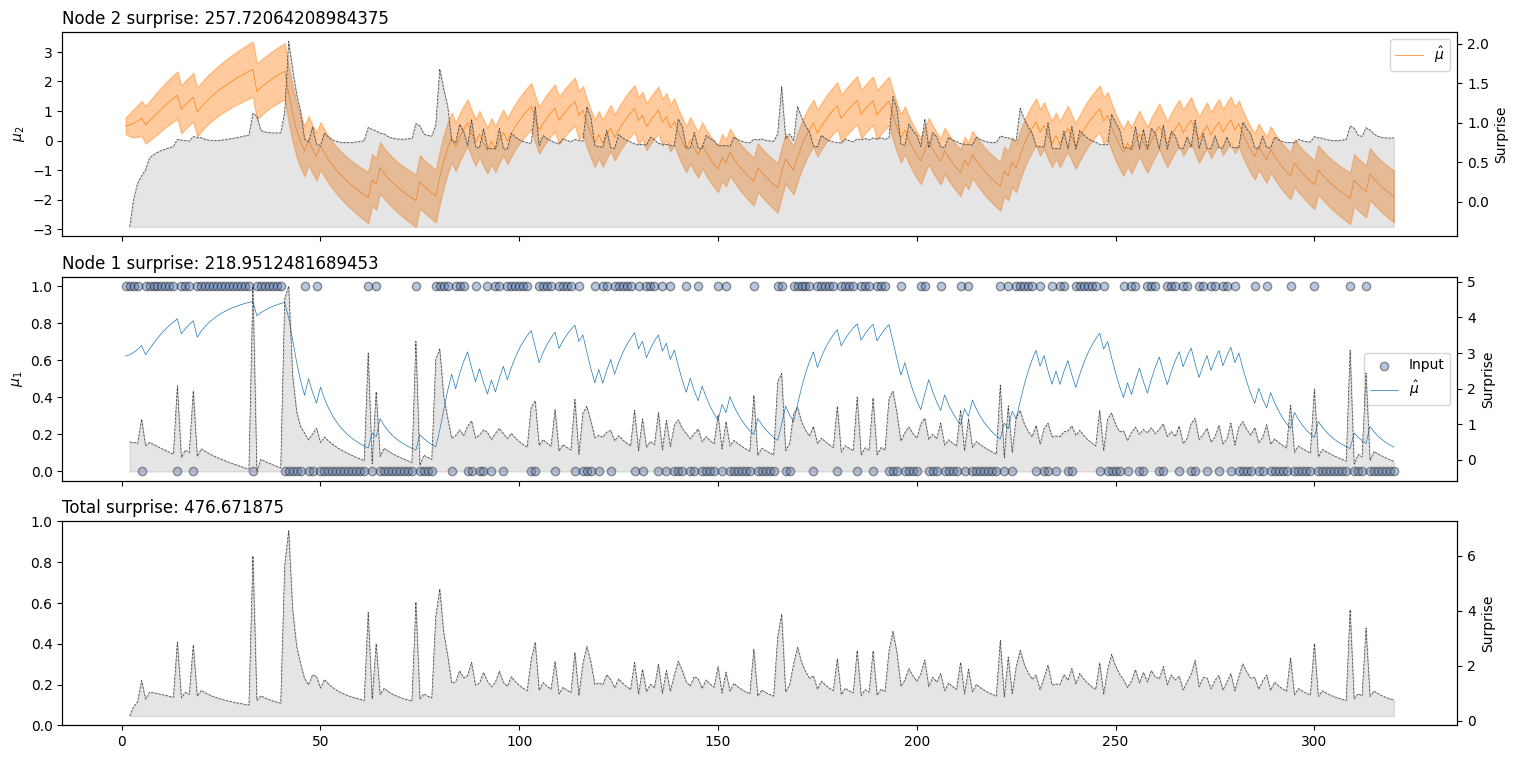 Node 2 surprise: 257.72064208984375
3
2
1
0
−1
−2
−3
μ2
μ̂
2.0
1.5
1.0
0.5
0.0
Surprise
Node 1 surprise: 218.9512481689453
1.0
0.8
0.6
0.4
0.2
0.0
μ1
Input
μ̂
5
4
3
2
1
0
Surprise
Total surprise: 476.671875
1.0
0.8
0.6
0.4
0.2
0.0
6
4
2
0
Surprise
0 50 100 150 200 250 300